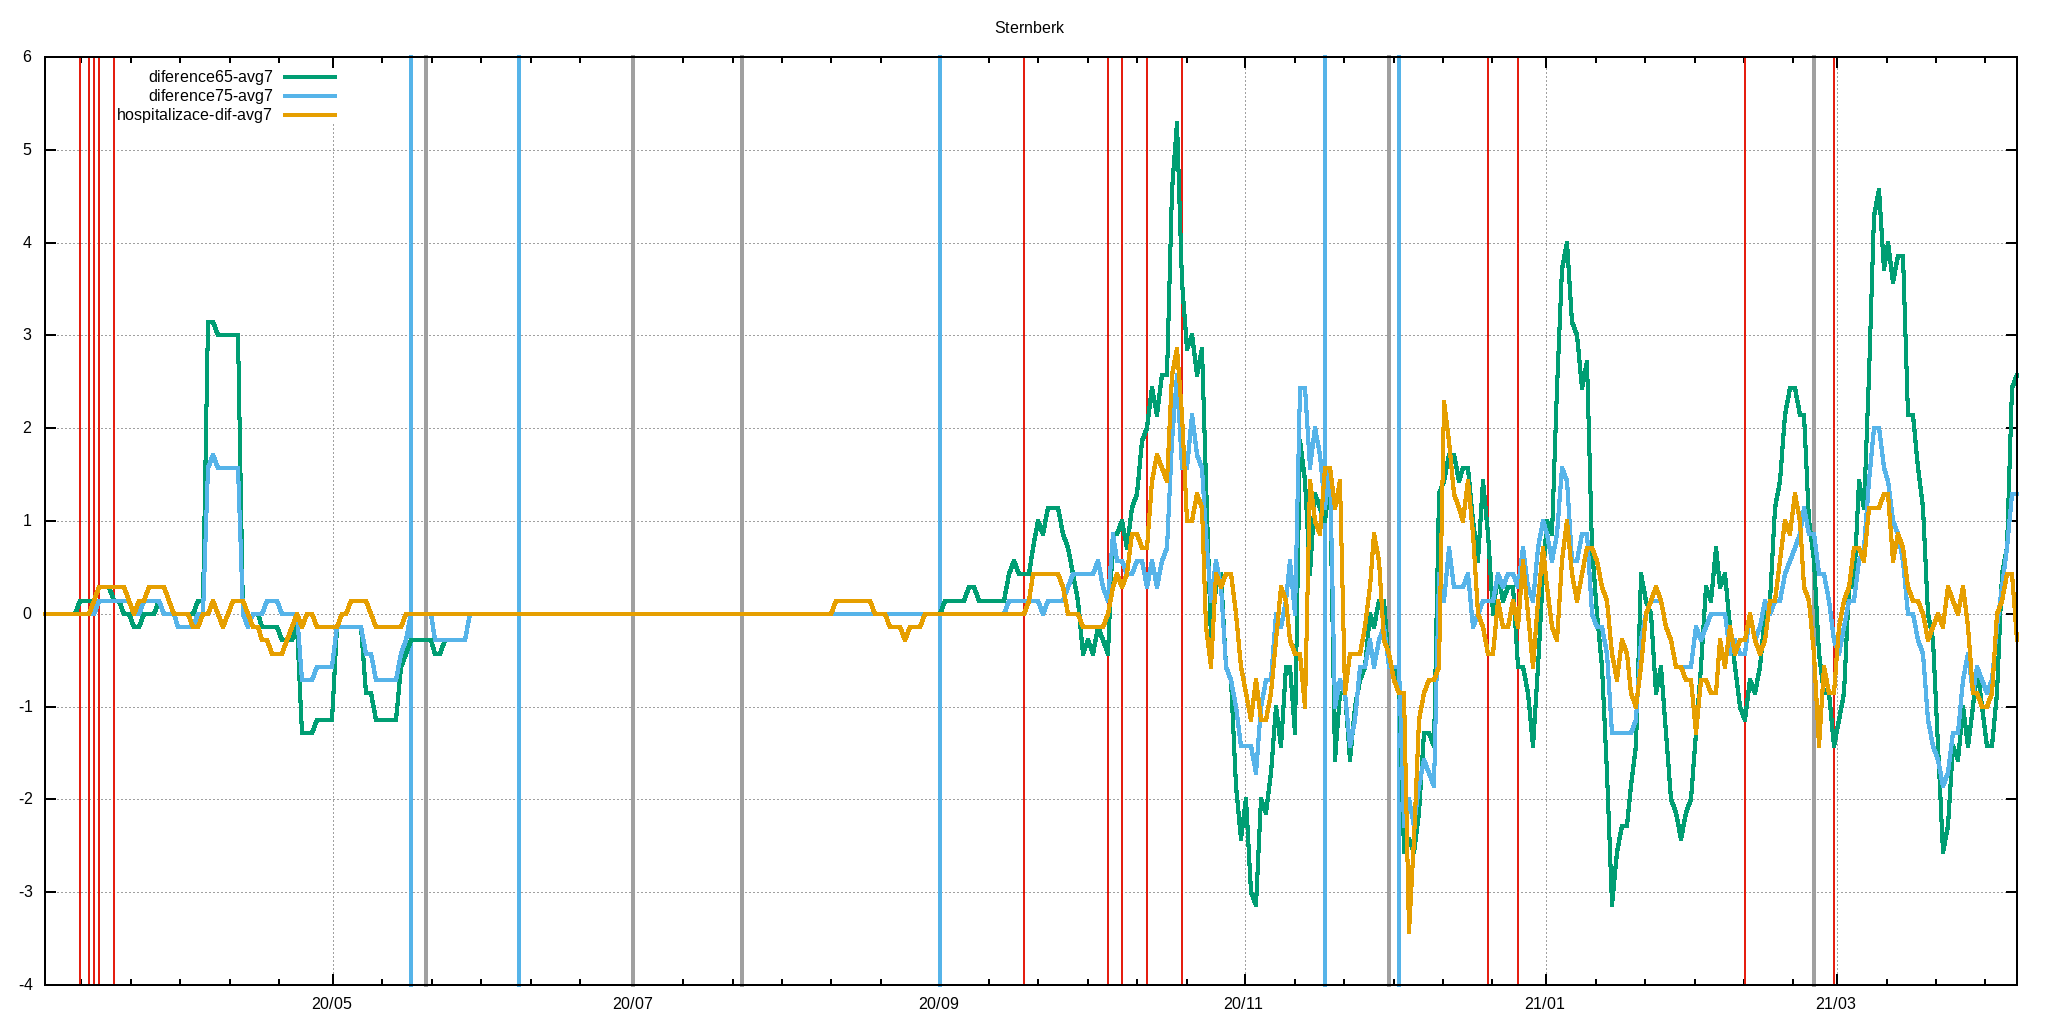 Sternberk
6
diference65-avg7
diference75-avg7
hospitalizace-dif-avg7
5
4
3
2
1
0
-1
-2
-3
-4
20/05 20/07 20/09 20/11 21/01 21/03